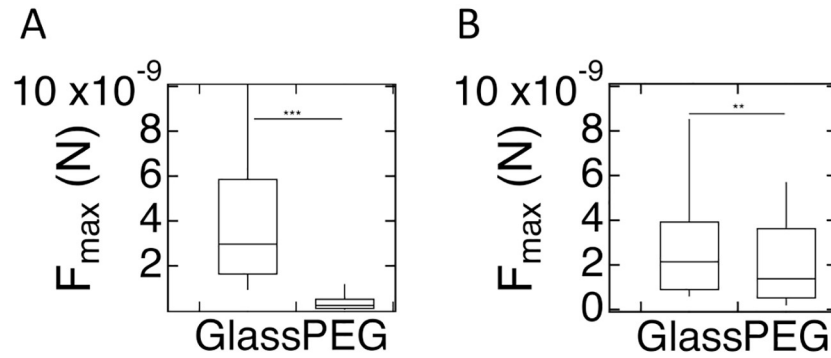 A
B
10 x10-9
8
6
4
2
Fmax (N)
***
GlassPEG
10 x10-9
8
6
4
2
0
Fmax (N)
**
GlassPEG